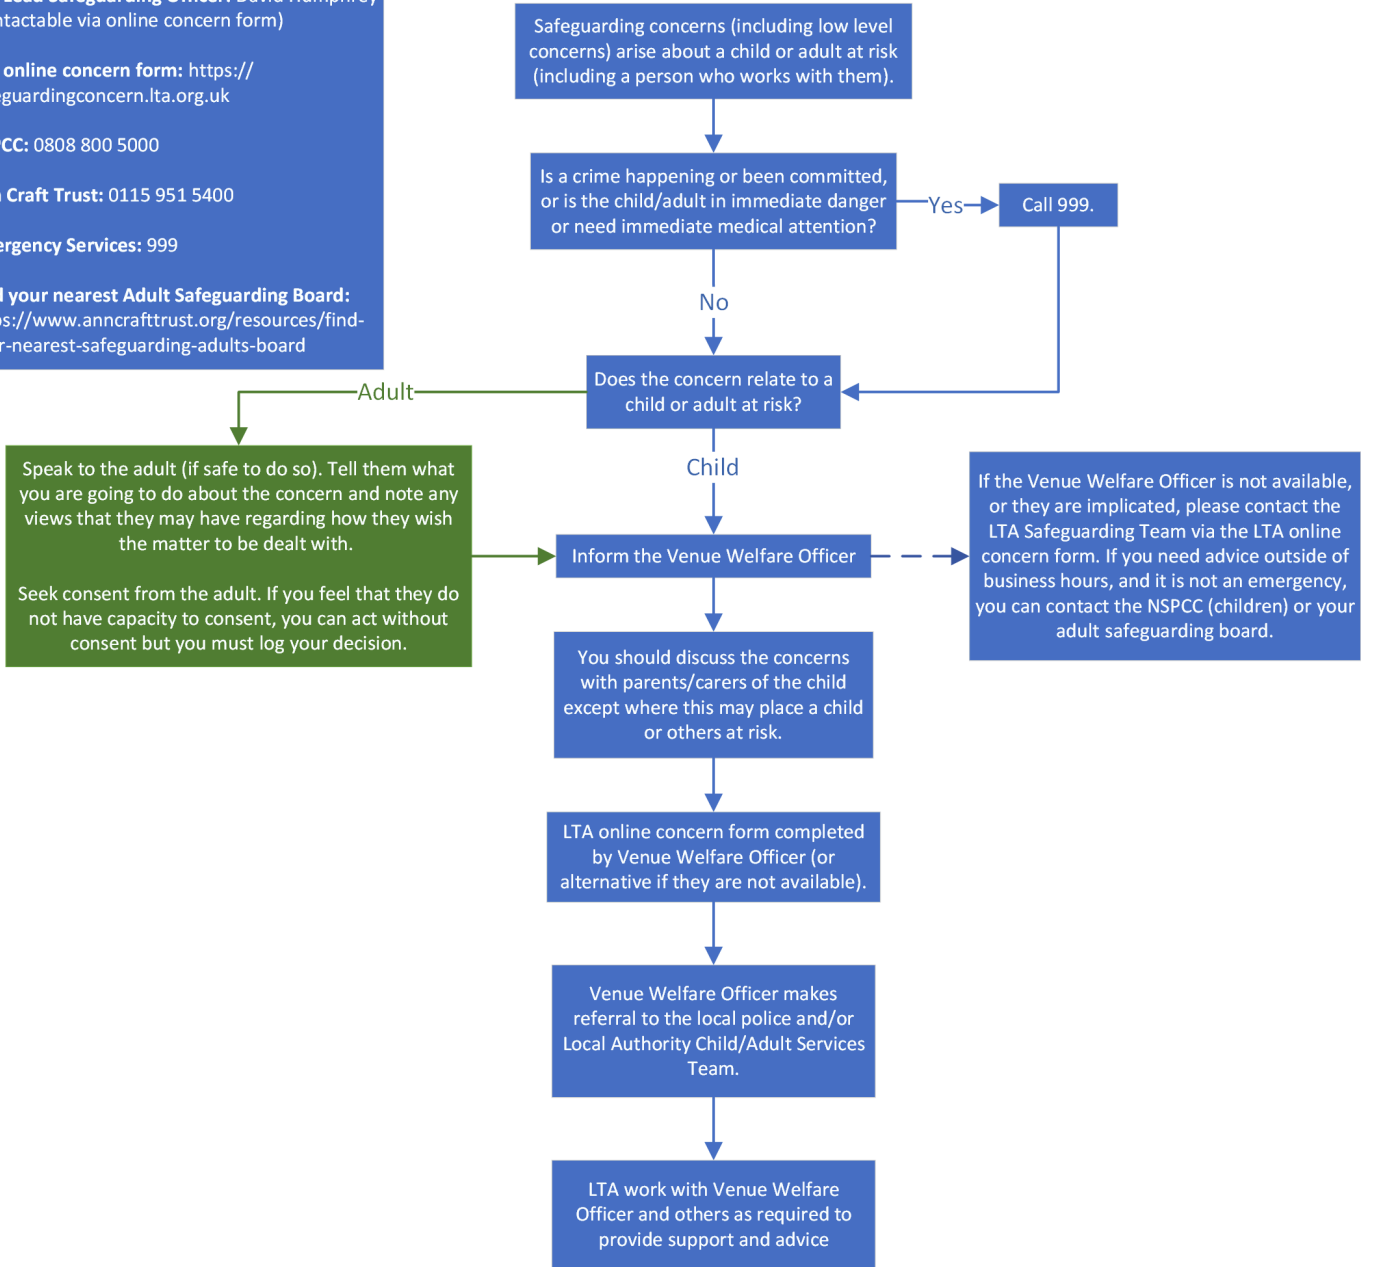 Lead Safeguarding Officer: David Humphrey
ntactable via online concern form)
online concern form: https://
eguardingconcern.lta.org.uk
CC: 0808 800 5000
Craft Trust: 0115 951 5400
ergency Services: 999
your nearest Adult Safeguarding Board:
s://www.anncrafttrust.org/resources/find-
r-nearest-safeguarding-adults-board
Safeguarding concerns (including low level
concerns) arise about a child or adult at risk
(including a person who works with them).
Is a crime happening or been committed,
or is the child/adult in immediate danger
or need immediate medical attention?
Yes
Call 999.
No
Does the concern relate to a
child or adult at risk?
Adult
Child
Speak to the adult (if safe to do so). Tell them what
you are going to do about the concern and note any
views that they may have regarding how they wish
the matter to be dealt with.
Seek consent from the adult. If you feel that they do
not have capacity to consent, you can act without
consent but you must log your decision.
Inform the Venue Welfare Officer
If the Venue Welfare Officer is not available,
or they are implicated, please contact the
LTA Safeguarding Team via the LTA online
concern form. If you need advice outside of
business hours, and it is not an emergency,
you can contact the NSPCC (children) or your
adult safeguarding board.
You should discuss the concerns
with parents/carers of the child
except where this may place a child
or others at risk.
LTA online concern form completed
by Venue Welfare Officer (or
alternative if they are not available).
Venue Welfare Officer makes
referral to the local police and/or
Local Authority Child/Adult Services
Team.
LTA work with Venue Welfare
Officer and others as required to
provide support and advice